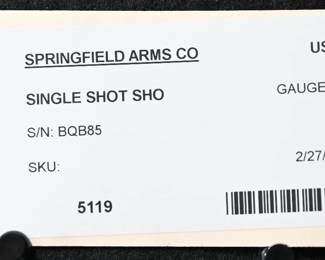 SPRINGFIELD ARMS CO
US
SINGLE SHOT SHO
GAUGE
S/N: BQB85
2/27/
SKU:
5119